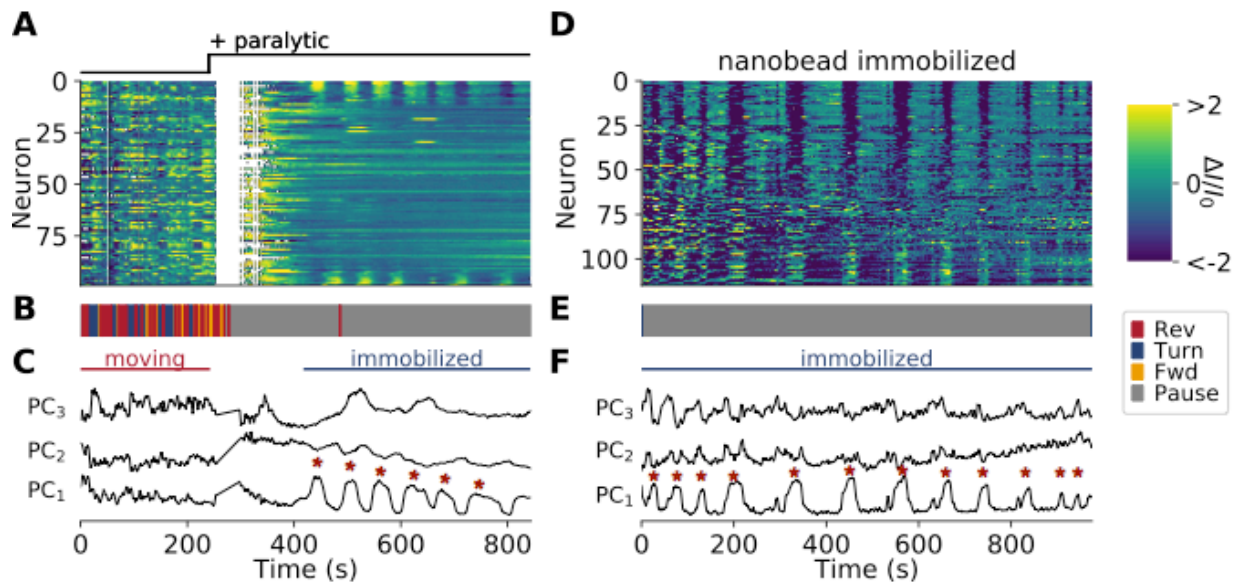 A
+ paralytic
0
25
50
75
Neuron
B
C
moving
immobilized
PC3
PC2
* * * * * *
PC1
0 200 400 600 800
Time (s)
D
nanobead immobilized
0
25
50
75
100
Neuron
>2
0
<-2
ΔI/I0
E
Rev
Turn
Fwd
Pause
F
immobilized
PC3
PC2
* * * * * * * * * * * *
PC1
0 200 400 600 800
Time (s)